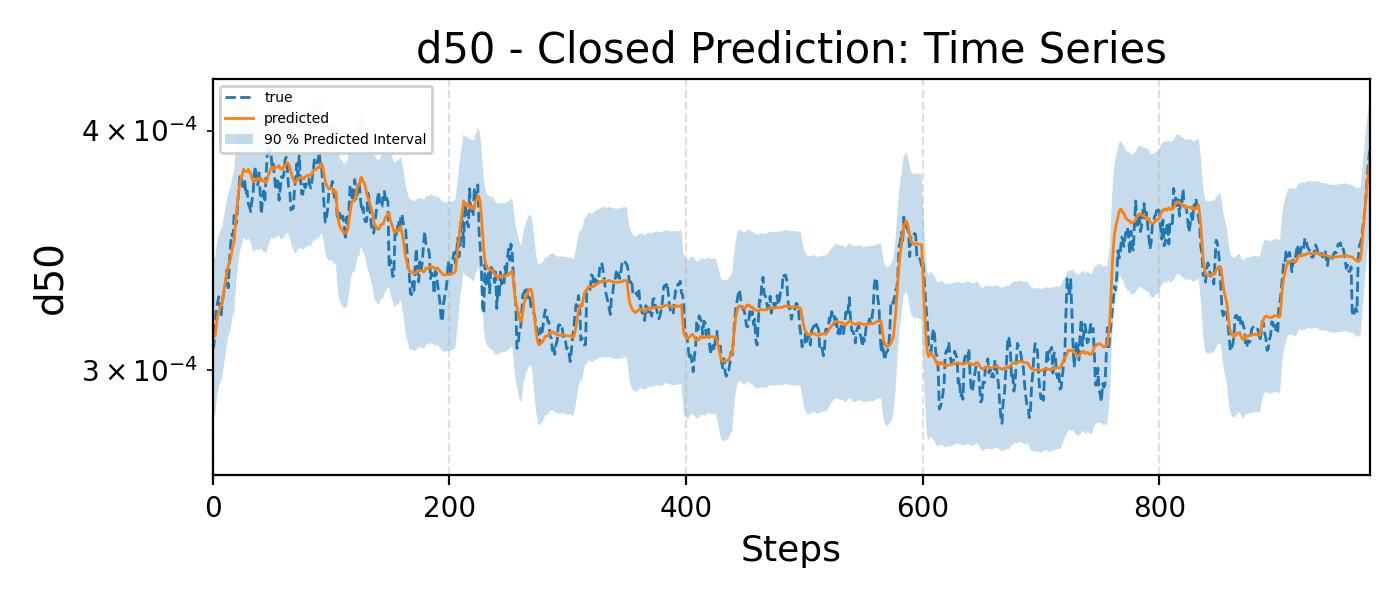 d50 - Closed Prediction: Time Series
true
predicted
90 % Predicted Interval
4 × 10⁻⁴
3 × 10⁻⁴
d50
0 200 400 600 800
Steps